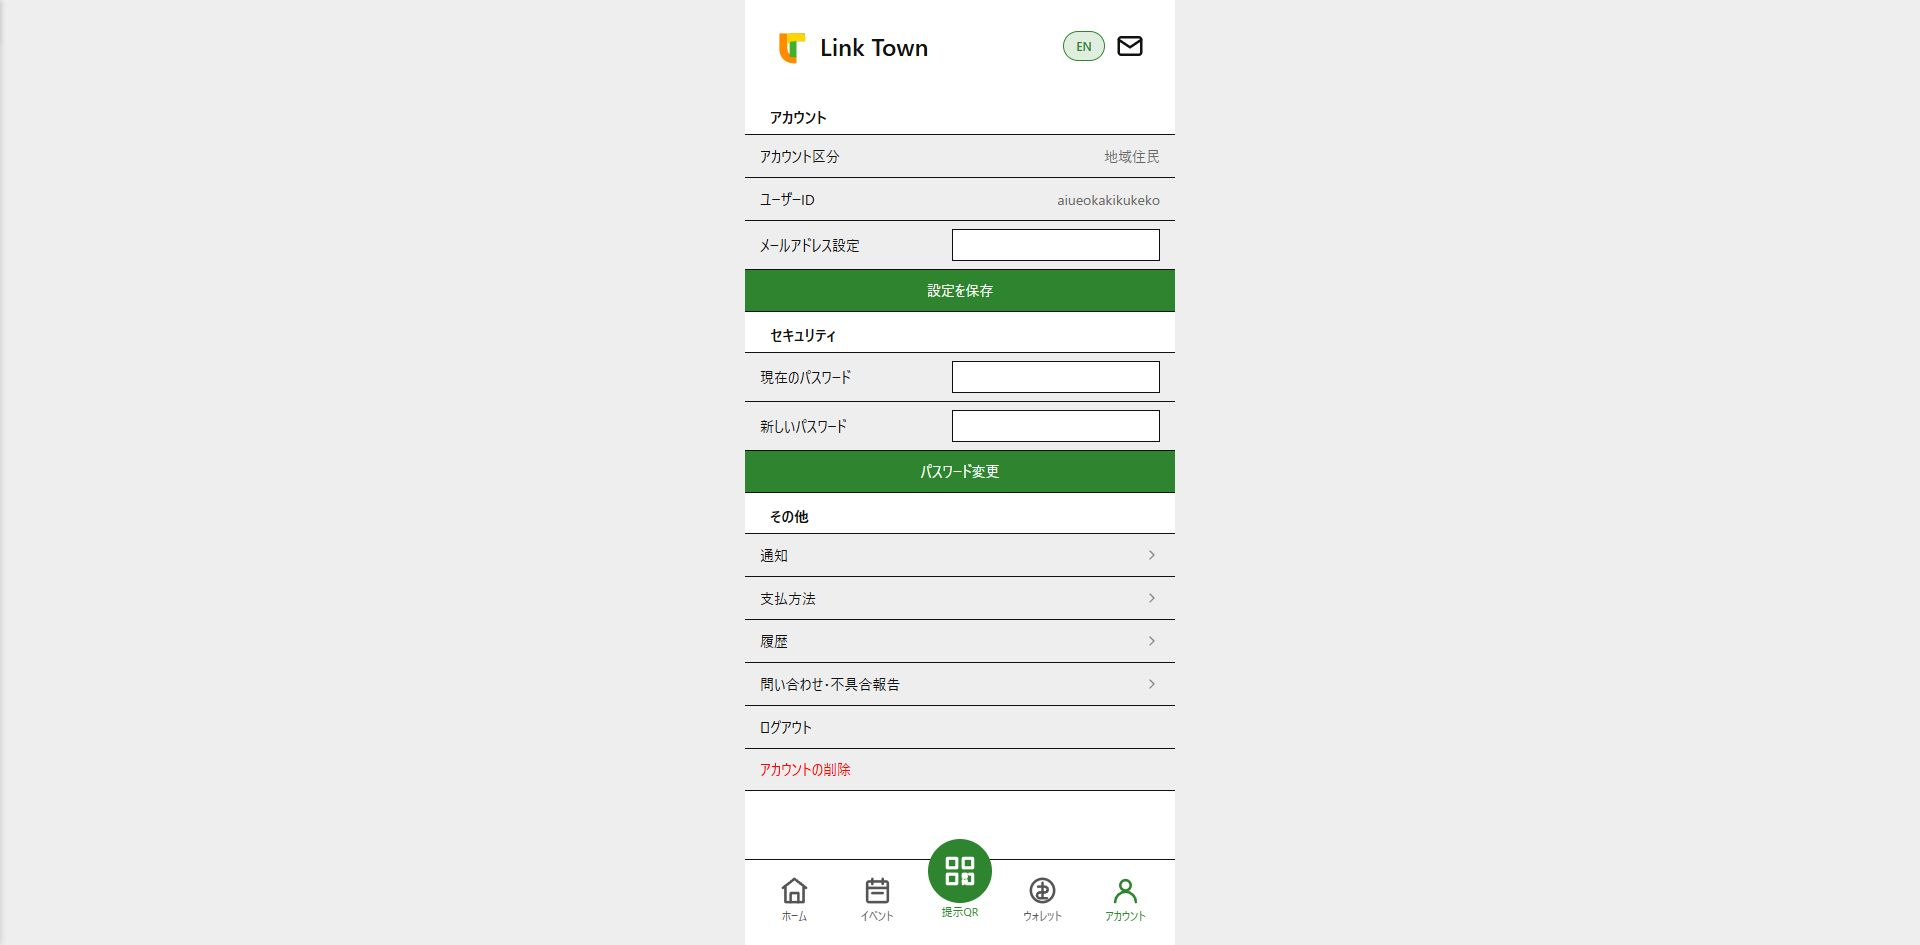 Link Town
EN
アカウント
アカウント区分 地域住民
ユーザーID aiueokakikukeko
メールアドレス設定
設定を保存
セキュリティ
現在のパスワード
新しいパスワード
パスワード変更
その他
通知
支払方法
履歴
問い合わせ・不具合報告
ログアウト
アカウントの削除
ホーム イベント 提示QR ウォレット アカウント